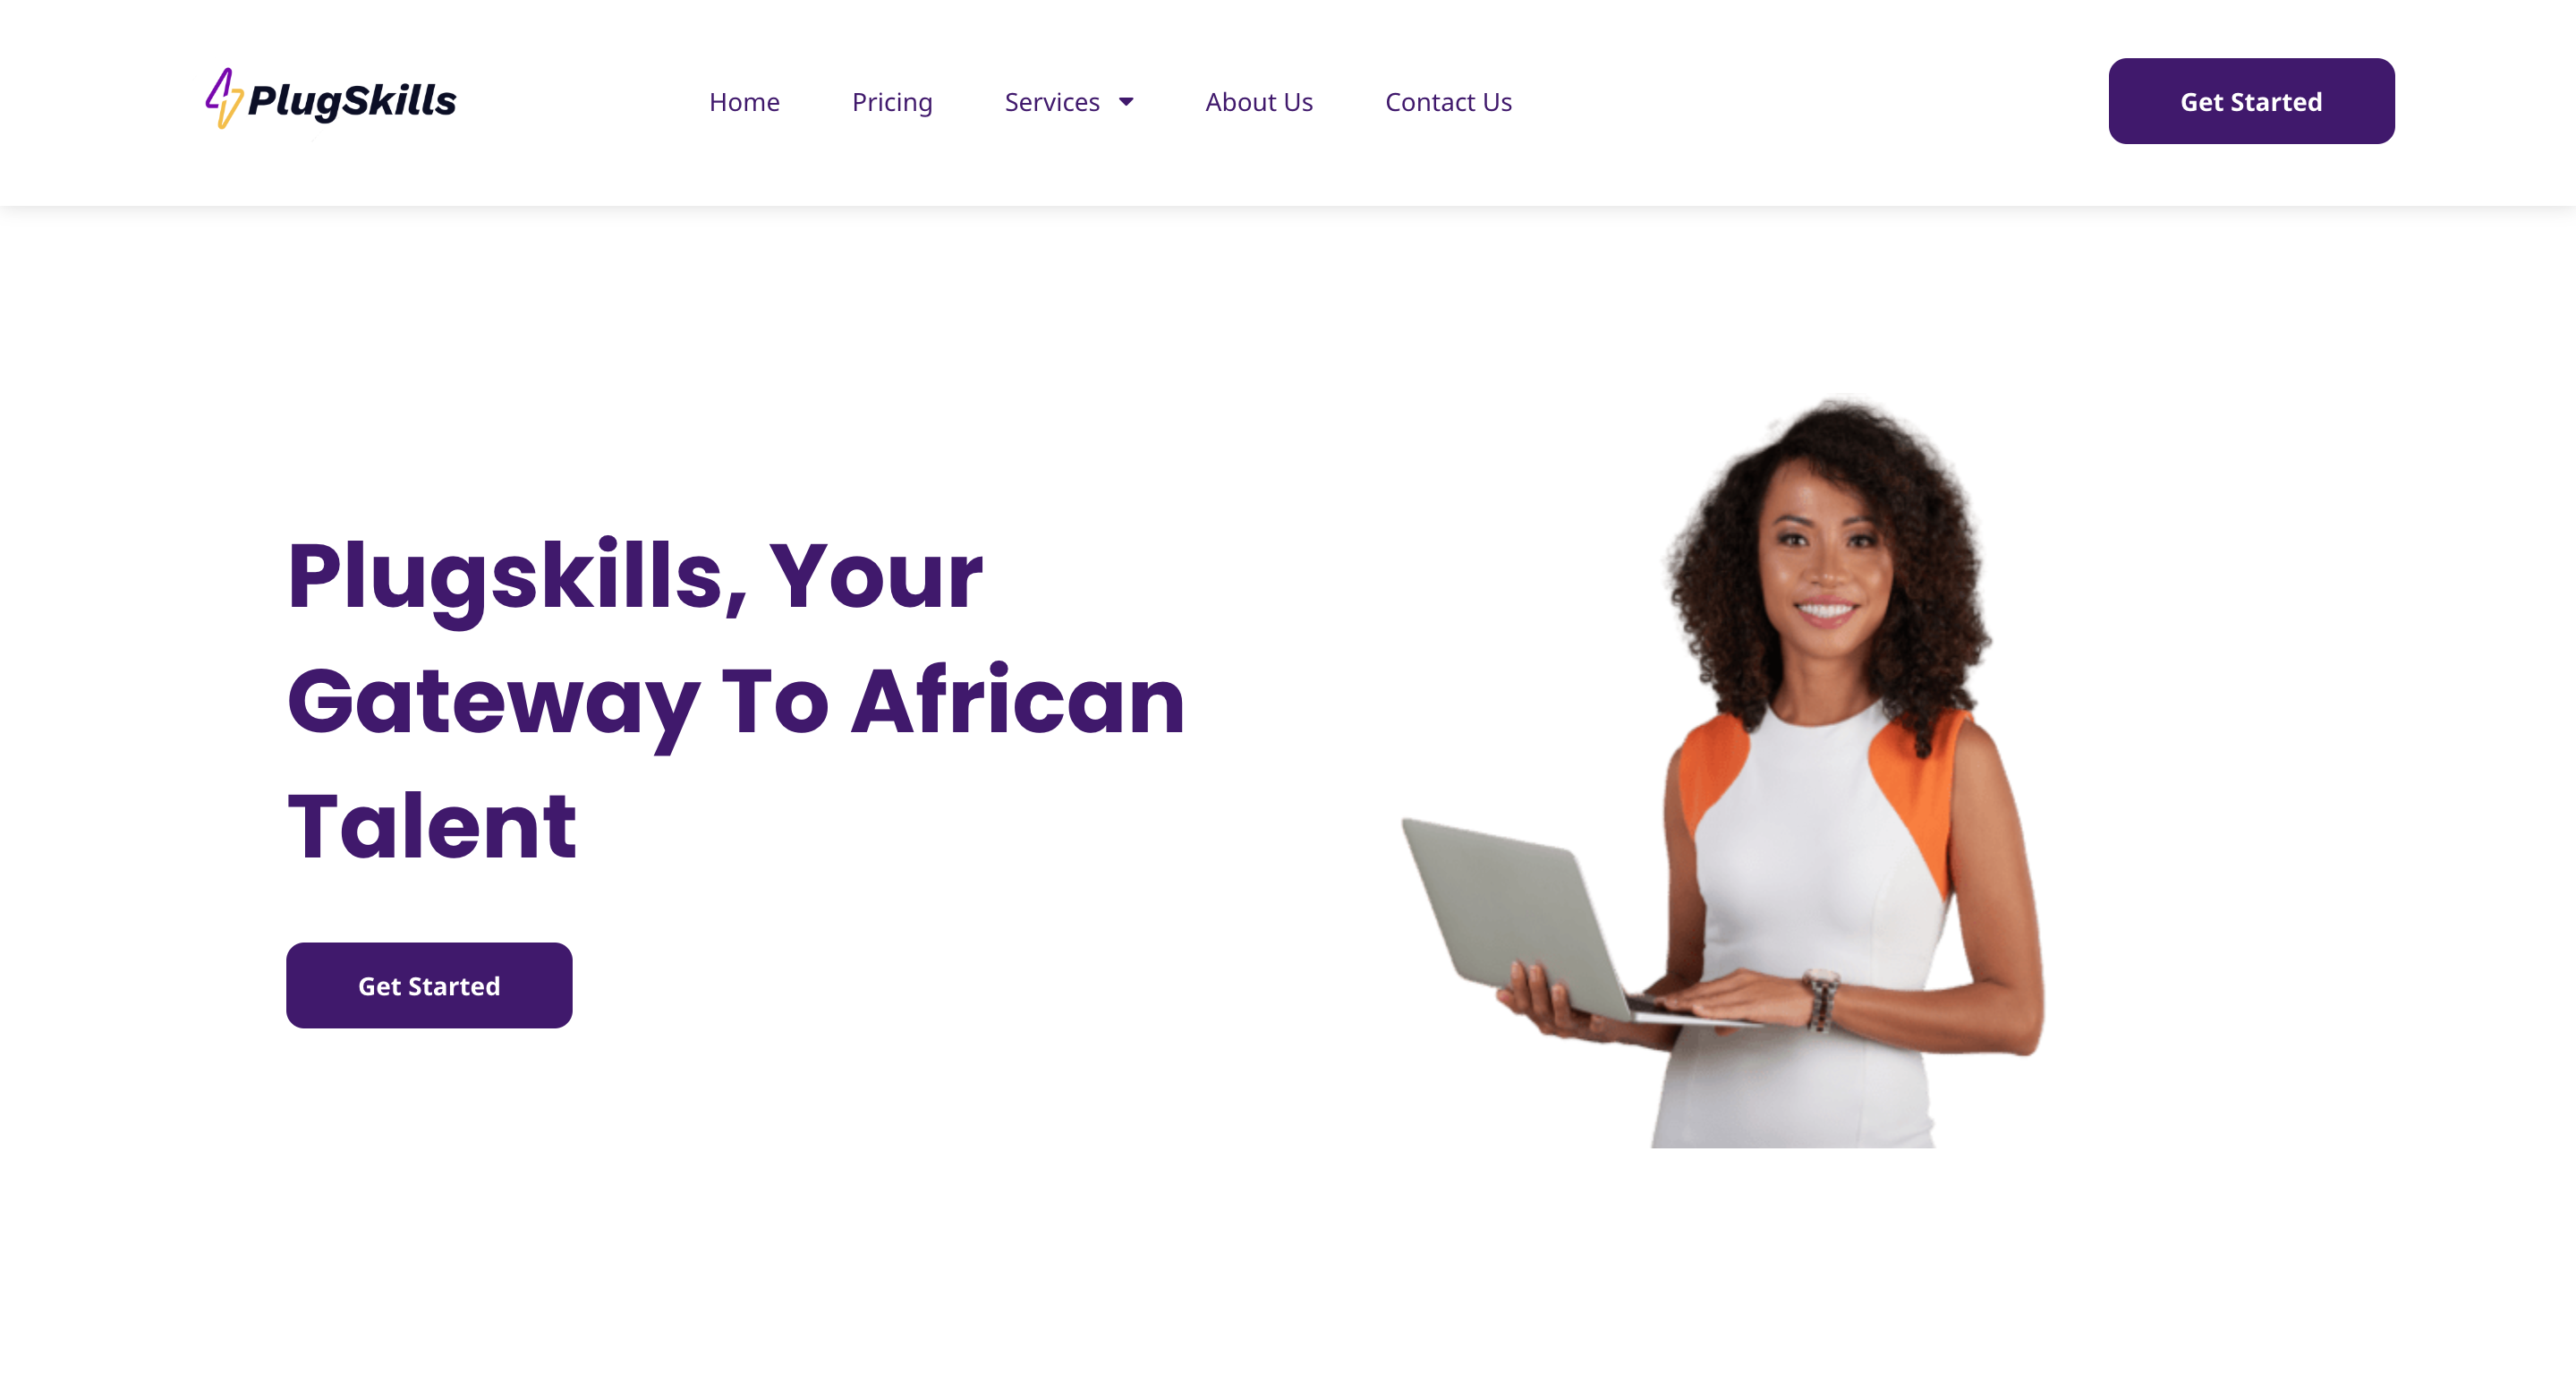 PlugSkills
Home
Pricing
Services
About Us
Contact Us
Get Started
Plugskills, Your
Gateway To African
Talent
Get Started